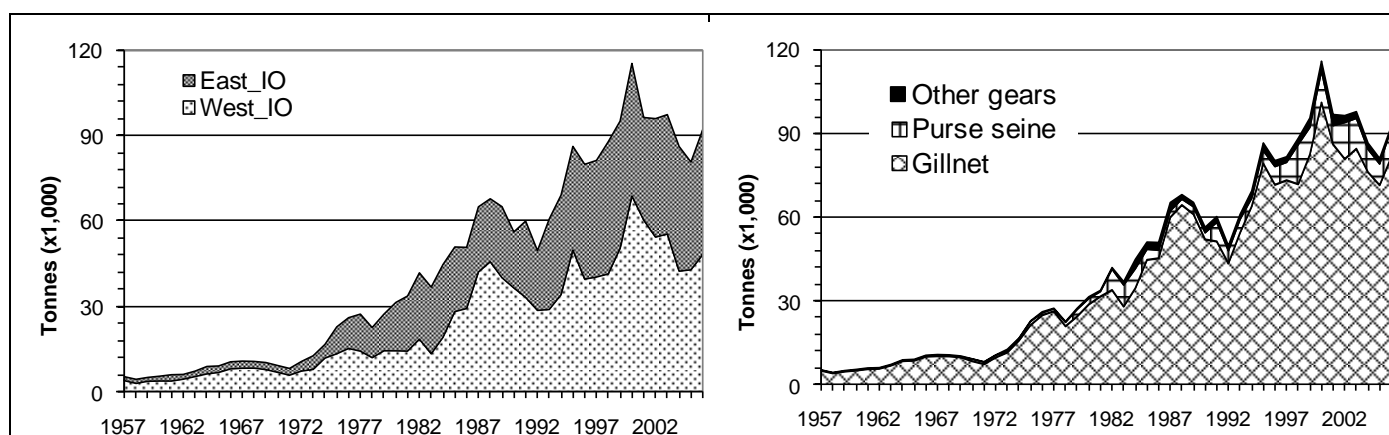 Tonnes (x1,000)
120
90
60
30
0
East_IO
West_IO
1957 1962 1967 1972 1977 1982 1987 1992 1997 2002
Tonnes (x1,000)
120
90
60
30
0
Other gears
Purse seine
Gillnet
1957 1962 1967 1972 1977 1982 1987 1992 1997 2002